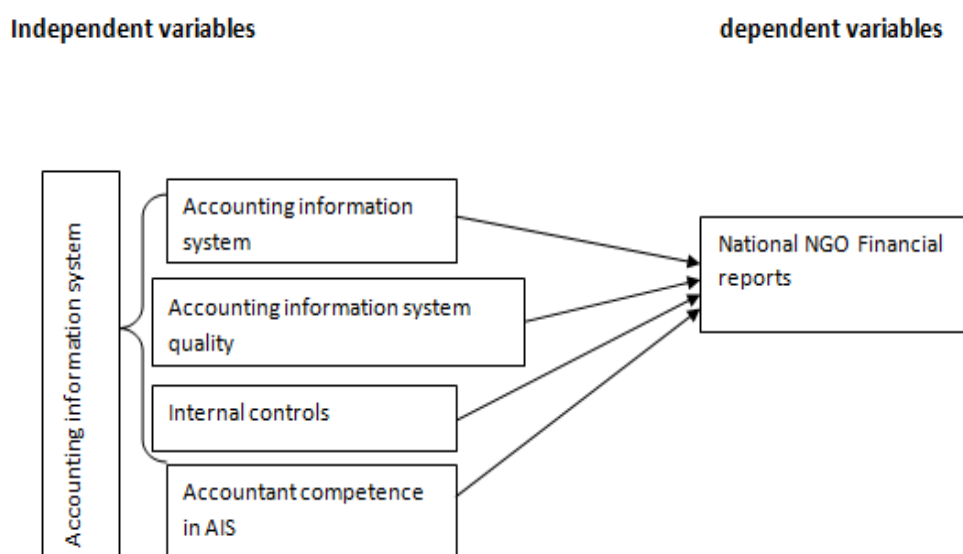 Independent variables
dependent variables
Accounting information system
Accounting information
system
Accounting information system
quality
Internal controls
Accountant competence
in AIS
National NGO Financial
reports